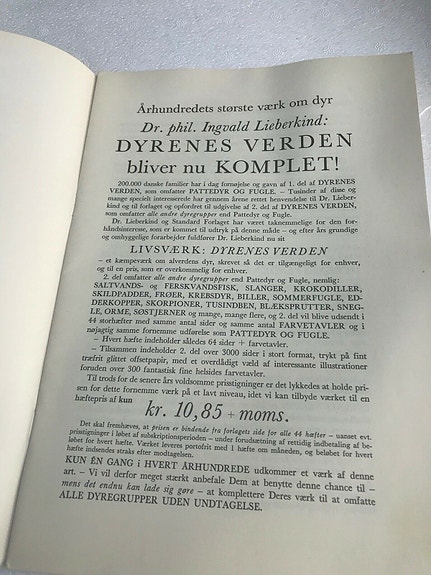 Århundredets største værk om dyr
Dr. phil. Ingvald Lieberkind:
DYRENES VERDEN
bliver nu KOMPLET!
200.000 danske familier har i dag fornøjelse og gavn af 1. del af DYRENES
VERDEN, som omfatter PATTEDYR OG FUGLE. – Tusinder af disse og
mange specielt interesserede har gennem årene rettet henvendelse til Dr. Lieber-
kind og til forlaget og opfordret til udgivelse af 2. del af DYRENES VERDEN,
som omfatter alle andre dyregrupper end Pattedyr og Fugle.
Dr. Lieberkind og Standard Forlaget har været taknemmelige for den for-
håndsinteresse, som er kommet til udtryk på denne måde – og efter års grundige
og omhyggelige forarbejder fuldfører Dr. Lieberkind nu sit
LIVSVÆRK: DYRENES VERDEN
– et kæmpeværk om alverdens dyr, skrevet så det er tilgængeligt for enhver,
og til en pris, som er overkommelig for enhver.
2. del omfatter alle andre dyregrupper end Pattedyr og Fugle, nemlig:
SALTVANDS- og FERSKVANDSFISK, SLANGER, KROKODILLER,
SKILDPADDER, FRØER, KREBSDYR, BILLER, SOMMERFUGLE, ED-
DERKOPPER, SKORPIONER, TUSINDBEN, BLÆKSPRUTTER, SNEG-
LE, ORME, SØSTJERNER og mange, mange flere, og 2. del vil blive udsendt i
44 storhæfter med samme antal sider og samme antal FARVETAVLER og i
nøjagtig samme fornemme udførelse som PATTEDYR OG FUGLE.
– Hvert hæfte indeholder således 64 sider + farvetavler.
– Tilsammen indeholder 2. del over 3000 sider i stort format, trykt på fint
træfrit glittet offsetpapir, med et overdådigt væld af interessante illustrationer
foruden over 300 fantastisk fine helsides farvetavler.
Til trods for de senere års voldsomme prisstigninger er det lykkedes at holde pri-
sen for dette fornemme værk på et lavt niveau, idet vi kan tilbyde værket til en
hæftepris af kun
kr. 10,85 + moms.
Det skal fremhæves, at prisen er bindende fra forlagets side for alle 44 hæfter – uanset evt.
prisstigninger i løbet af subskriptionsperioden – under forudsætning af rettidig indbetaling af be-
løbet for hvert hæfte. Værket leveres portofrit med 1 hæfte om måneden, og beløbet for hvert
hæfte indsendes straks efter modtagelsen.
KUN ÉN GANG i HVERT ÅRHUNDREDE udkommer et værk af denne
art. – Vi vil derfor meget stærkt anbefale Dem at benytte denne chance til –
mens det endnu kan lade sig gøre – at komplettere Deres værk til at omfatte
ALLE DYREGRUPPER UDEN UNDTAGELSE.